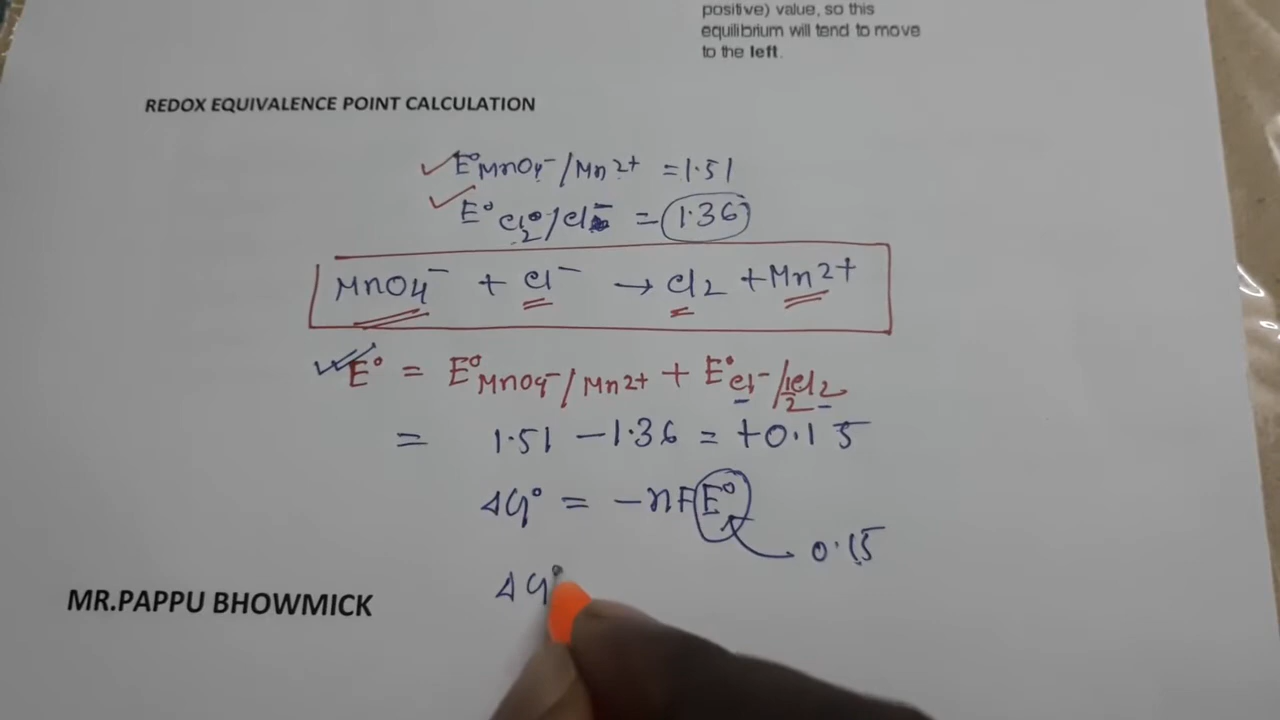 positive) value, so this
equilibrium will tend to move
to the left.
REDOX EQUIVALENCE POINT CALCULATION
E°MnO4⁻/Mn2+ = 1.51
E°Cl2°/Cl⁻ = 1.36
MnO4⁻ + Cl⁻ → Cl2 + Mn2+
E° = E°MnO4⁻/Mn2+ + E°Cl⁻/½Cl2
= 1.51 - 1.36 = +0.15
ΔG° = -nFE°
0.15
ΔG°
MR.PAPPU BHOWMICK